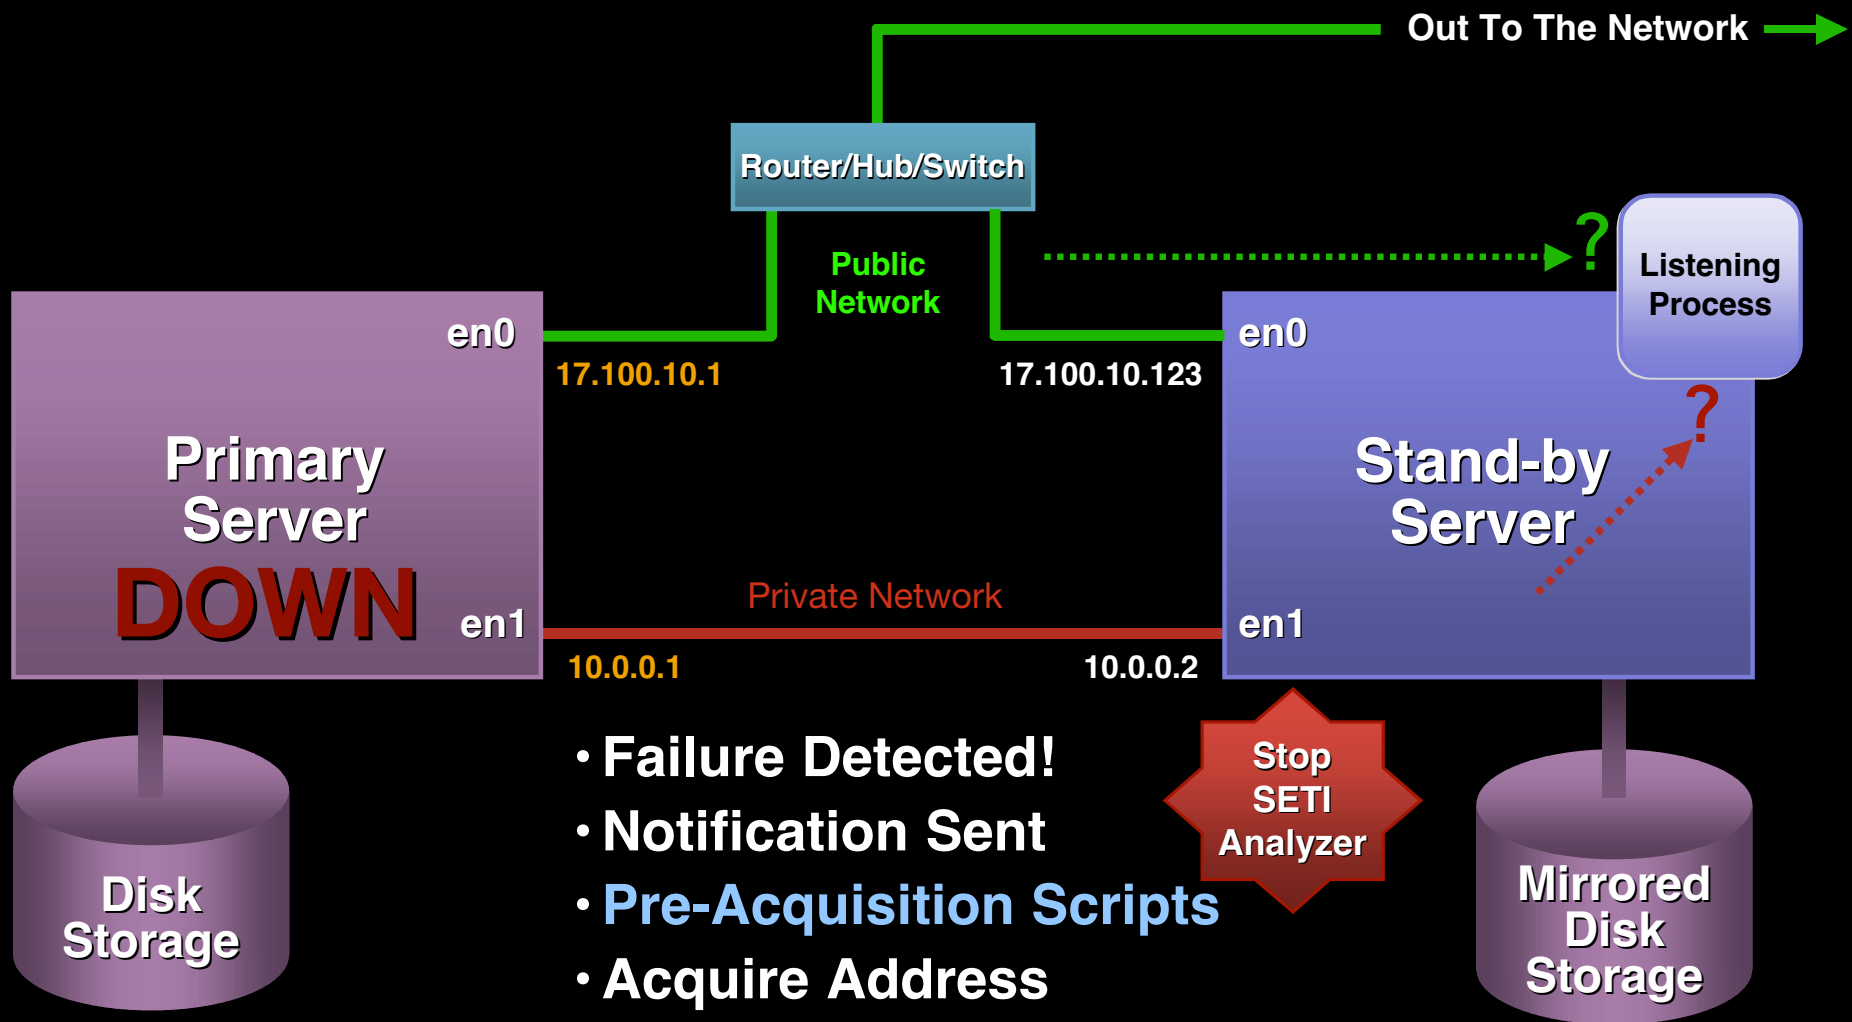 Out To The Network
Router/Hub/Switch
Public
Network
?
Listening
Process
en0
17.100.10.1
17.100.10.123
en0
?
Primary
Server
DOWN
Stand-by
Server
Private Network
en1
10.0.0.1
10.0.0.2
en1
• Failure Detected!
• Notification Sent
• Pre-Acquisition Scripts
• Acquire Address
Stop
SETI
Analyzer
Disk
Storage
Mirrored
Disk
Storage